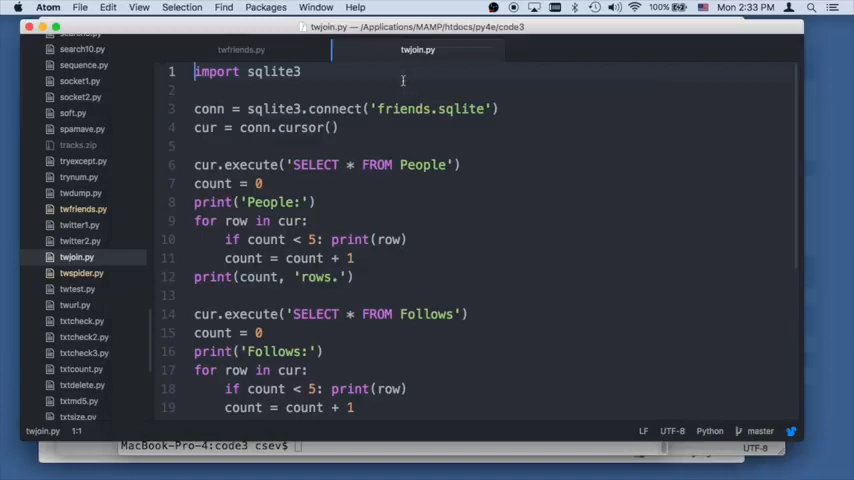 Atom File Edit View Selection Find Packages Window Help 100% Mon 2:33 PM
twjoin.py — /Applications/MAMP/htdocs/py4e/code3
twfriends.py twjoin.py
search10.py
sequence.py
socket1.py
socket2.py
soft.py
spamave.py
tracks.zip
tryexcept.py
trynum.py
twdump.py
twfriends.py
twitter1.py
twitter2.py
twjoin.py
twspider.py
twtest.py
twurl.py
txtcheck.py
txtcheck2.py
txtcheck3.py
txtcount.py
txtdelete.py
txtmd5.py
txtsize.py
1 import sqlite3
2
3 conn = sqlite3.connect('friends.sqlite')
4 cur = conn.cursor()
5
6 cur.execute('SELECT * FROM People')
7 count = 0
8 print('People:')
9 for row in cur:
10 if count < 5: print(row)
11 count = count + 1
12 print(count, 'rows.')
13
14 cur.execute('SELECT * FROM Follows')
15 count = 0
16 print('Follows:')
17 for row in cur:
18 if count < 5: print(row)
19 count = count + 1
twjoin.py 1:1 LF UTF-8 Python master
MacBook-Pro-4:code3 csev$ UTF-8